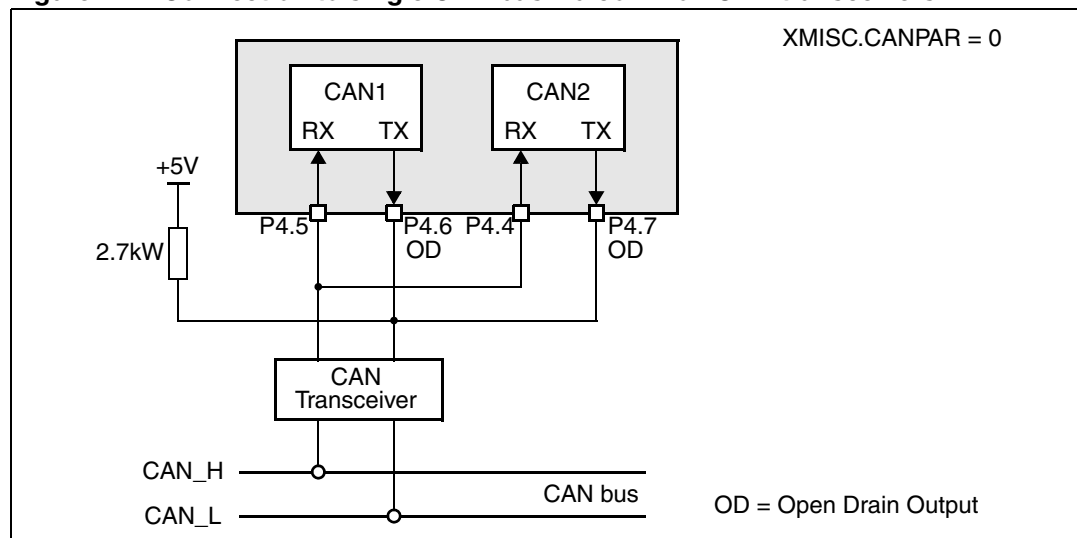 XMISC.CANPAR = 0
CAN1
CAN2
RX TX
RX TX
+5V
P4.5
P4.6
P4.4
P4.7
OD
OD
2.7kW
CAN
Transceiver
CAN_H
CAN bus
CAN_L
OD = Open Drain Output